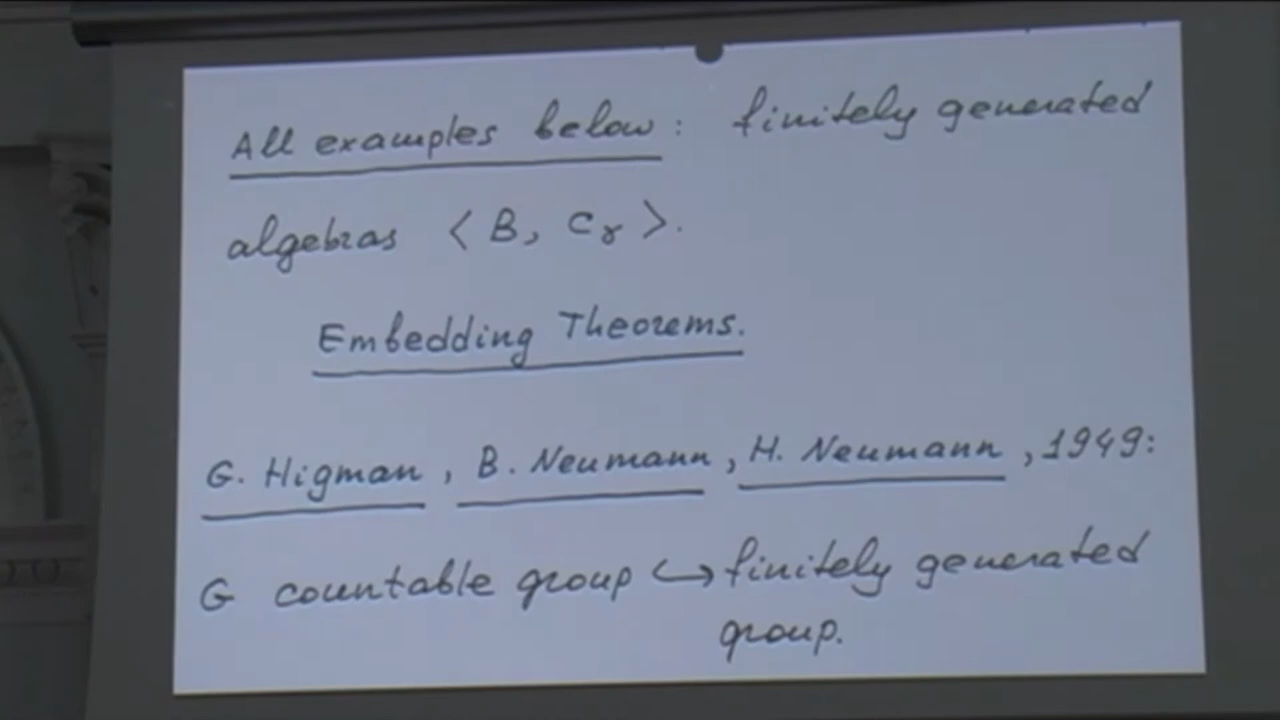 All examples below: finitely generated
algebras < B, cγ >.
Embedding Theorems.
G. Higman, B. Neumann, H. Neumann, 1949:
G countable group ↪ finitely generated
group.